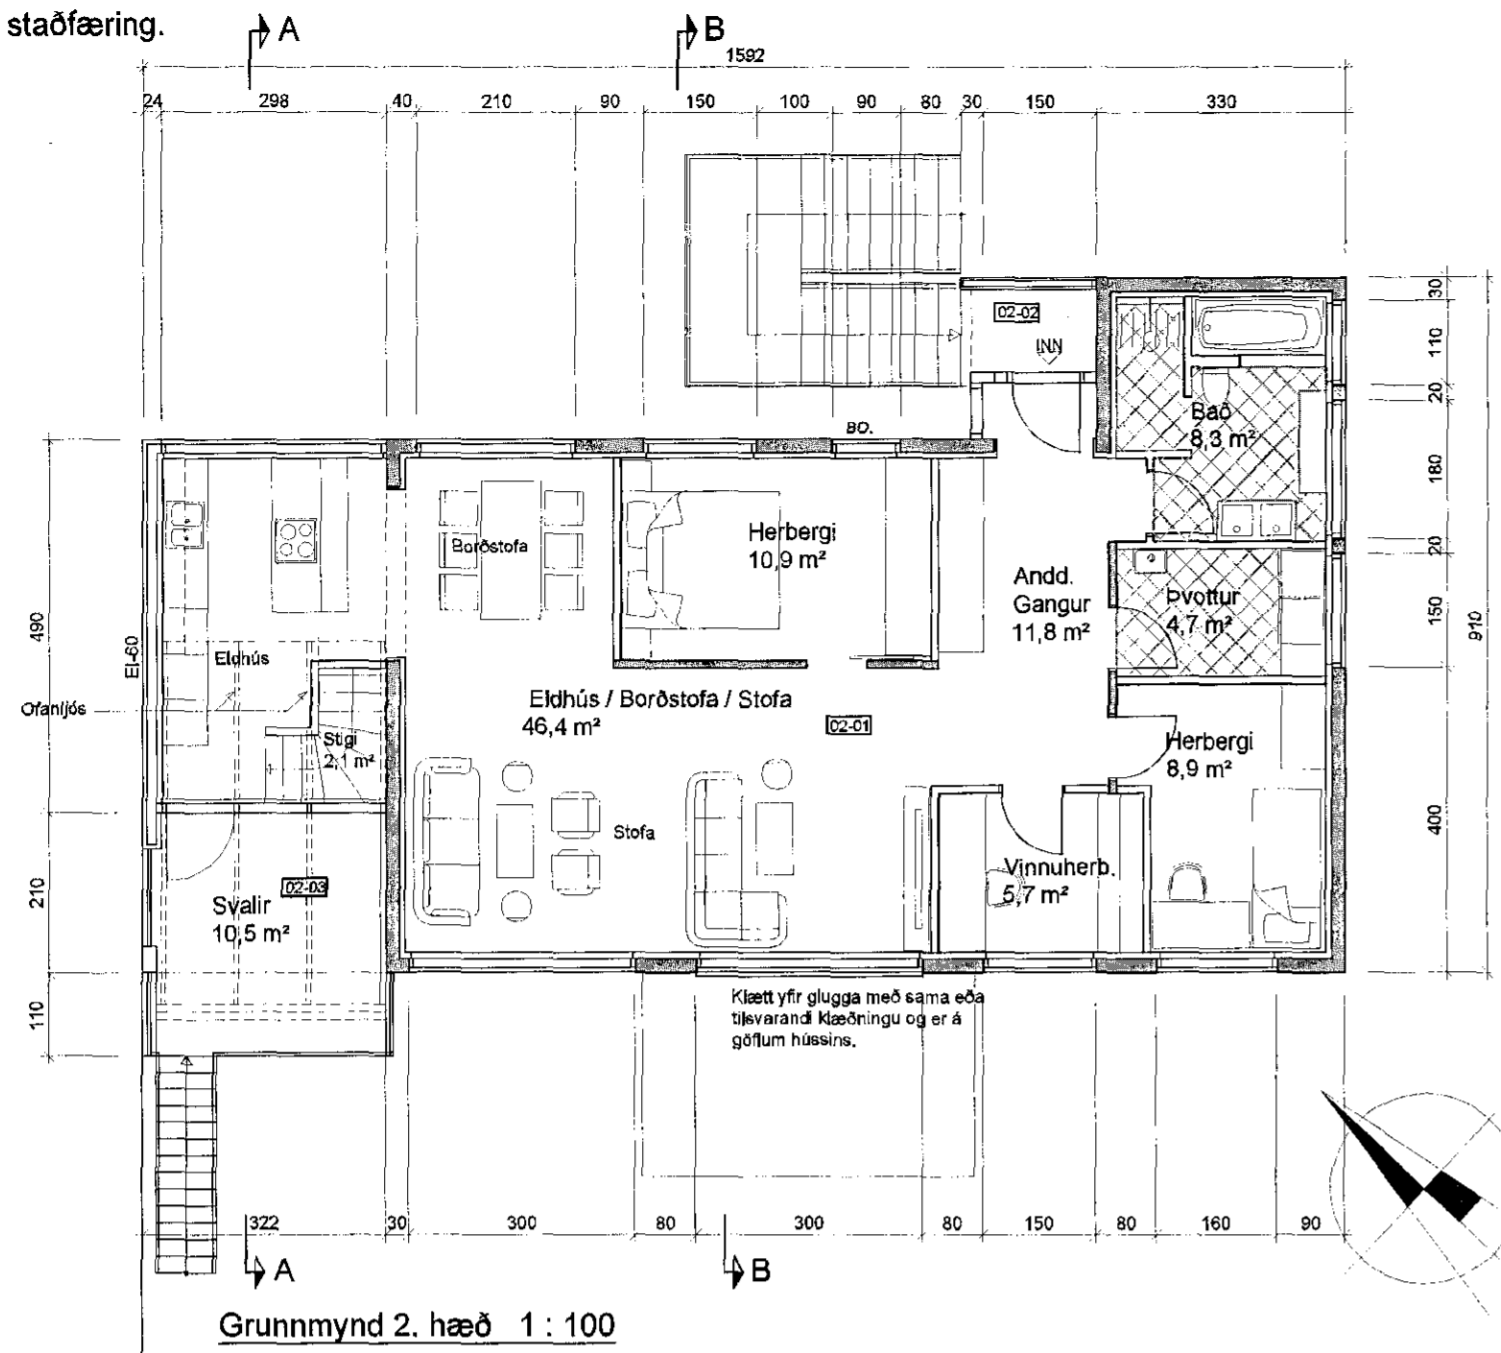 staðfæring.
A
B
1592
24 298 40 210 90 150 100 90 80 30 150 330
02-02
INN
30
110
20
180
20
150
400
910
Bað
8,3 m²
BO.
Herbergi
10,9 m²
Borðstofa
Andd.
Gangur
11,8 m²
Þvottur
4,7 m²
490
210
110
EI-60
Eldhús
Ofanljós
Stigi
2,1 m²
Eldhús / Borðstofa / Stofa
46,4 m²
02-01
Herbergi
8,9 m²
Stofa
Vinnuherb.
5,7 m²
02-03
Svalir
10,5 m²
Klætt yfir glugga með sama eða
tilsvarandi klæðningu og er á
göflum hússins.
322 30 300 80 300 80 150 80 160 90
A
B
Grunnmynd 2. hæð 1 : 100